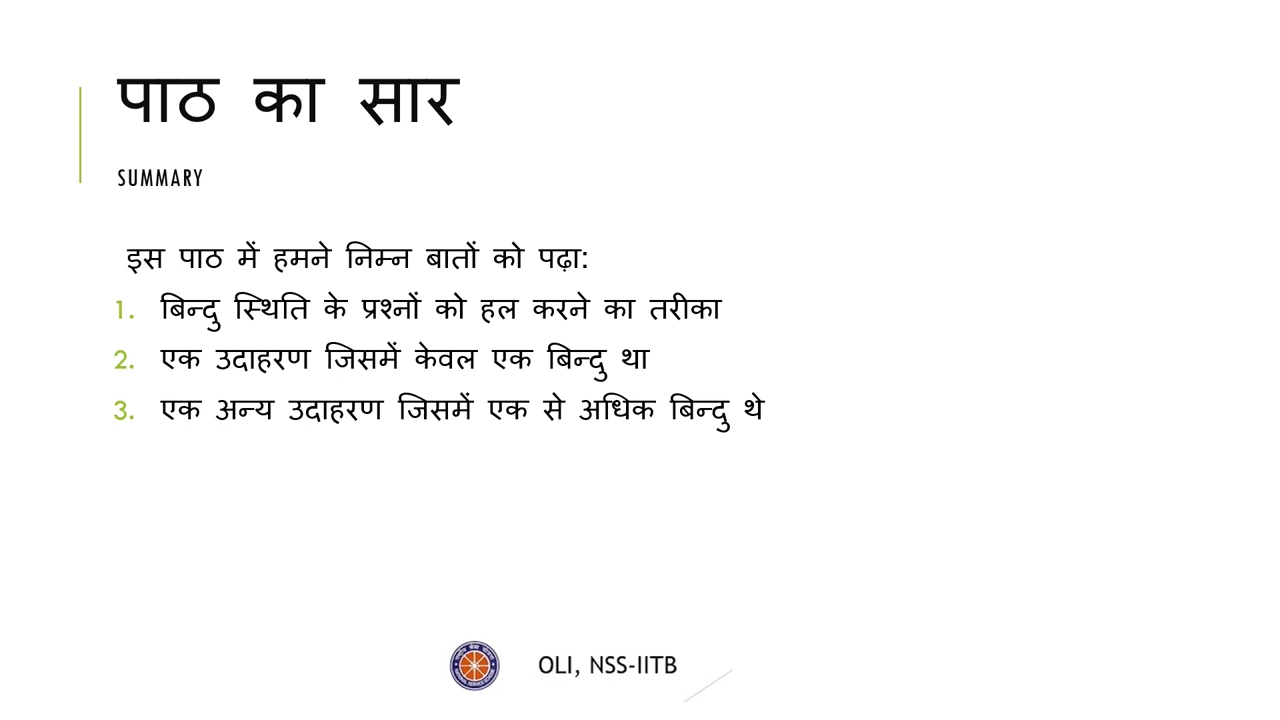 पाठ का सार
SUMMARY
इस पाठ में हमने निम्न बातों को पढ़ा:
1. बिन्दु स्थिति के प्रश्नों को हल करने का तरीका
2. एक उदाहरण जिसमें केवल एक बिन्दु था
3. एक अन्य उदाहरण जिसमें एक से अधिक बिन्दु थे
OLI, NSS-IITB